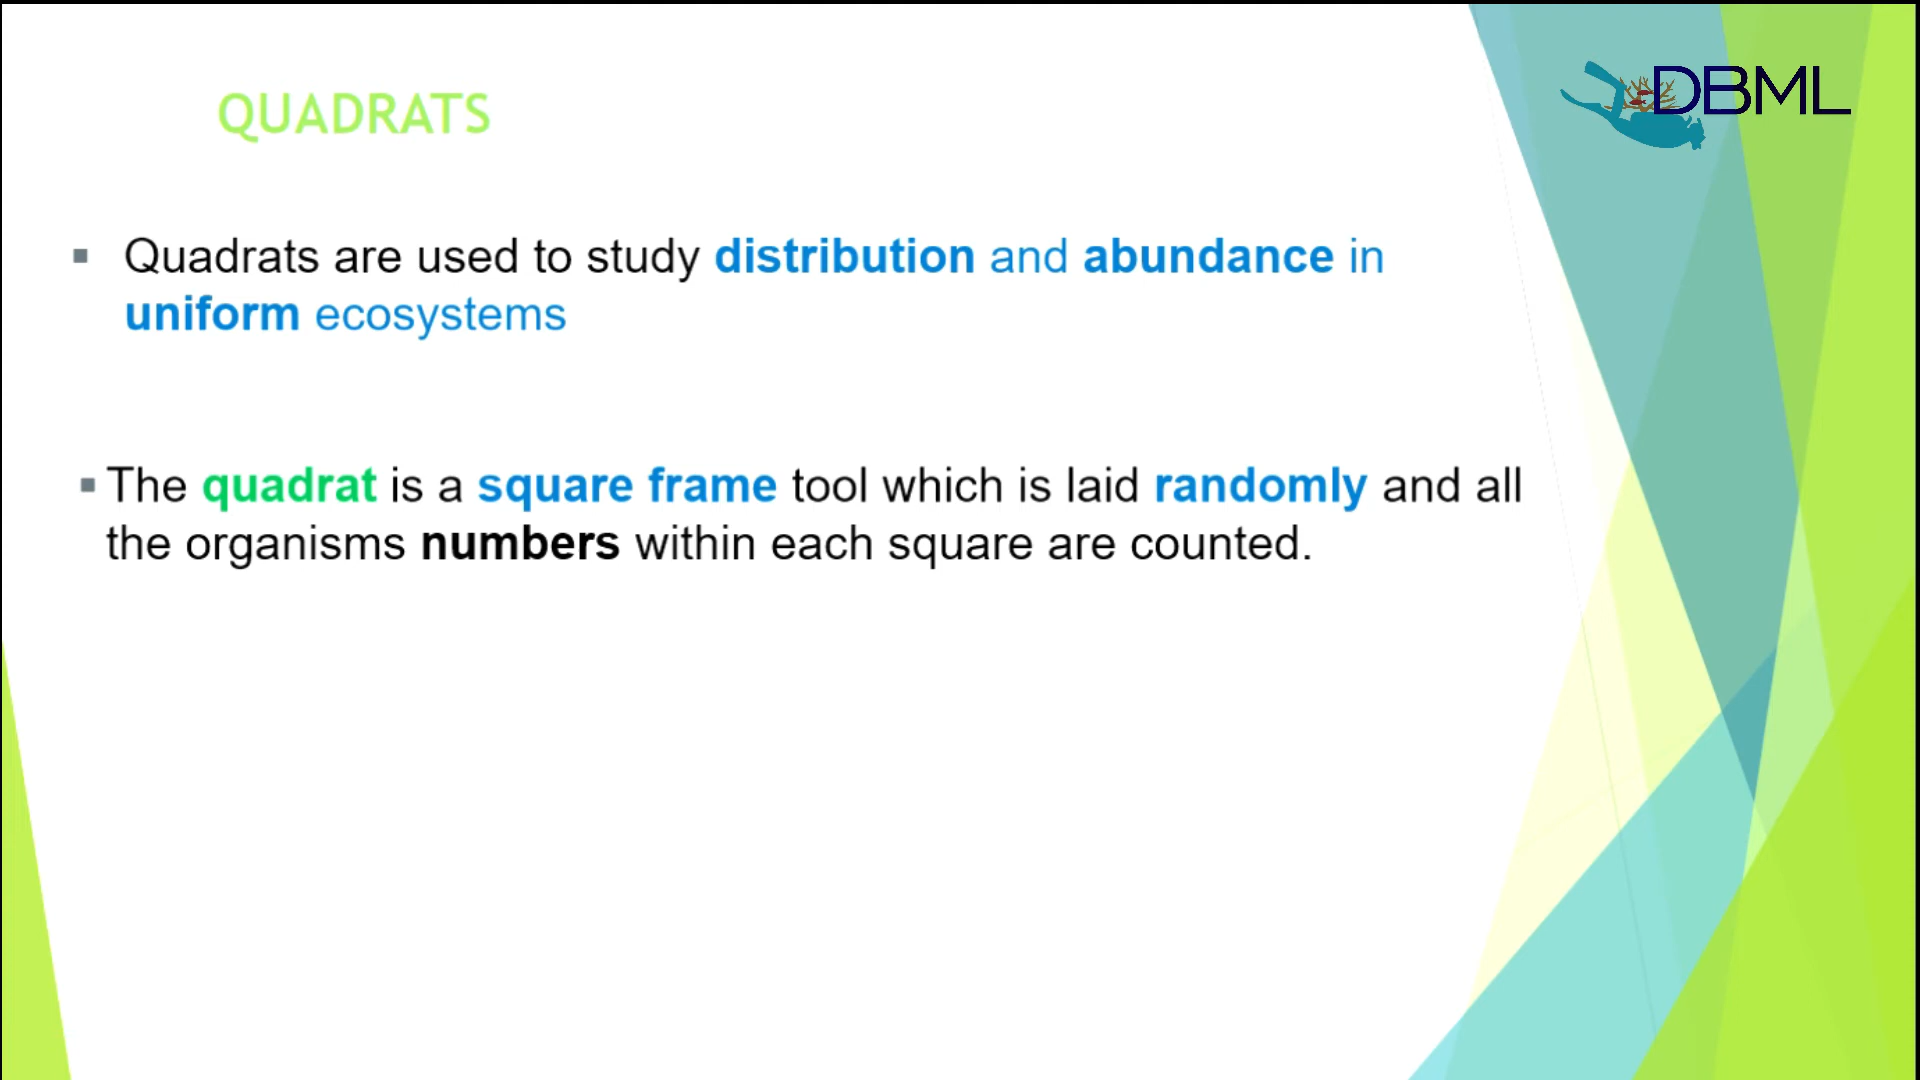 DBML
QUADRATS
▪ Quadrats are used to study distribution and abundance in
uniform ecosystems
▪ The quadrat is a square frame tool which is laid randomly and all
the organisms numbers within each square are counted.